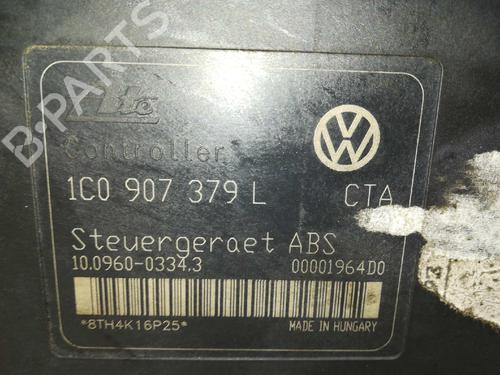 B-PARTS
Ate
Controller
1C0 907 379 L CTA
Steuergeraet ABS
10.0960-0334.3 00001964D0
*8TH4K16P25* MADE IN HUNGARY